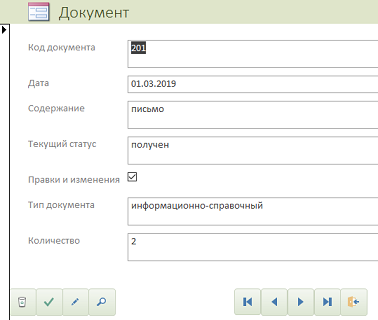 Документ
Код документа 201
Дата 01.03.2019
Содержание письмо
Текущий статус получен
Правки и изменения
Тип документа информационно-справочный
Количество 2